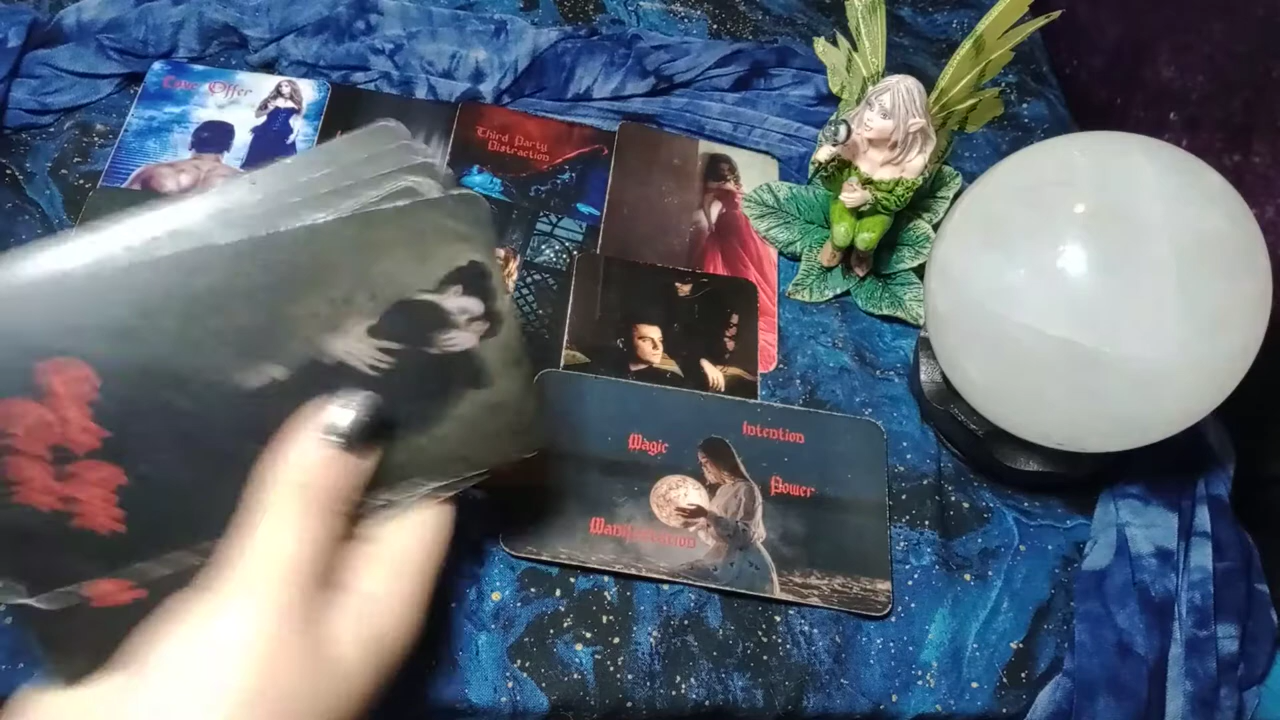 Love Offer
Third Party
Distraction
Intention
Magic
Power
Manifestation